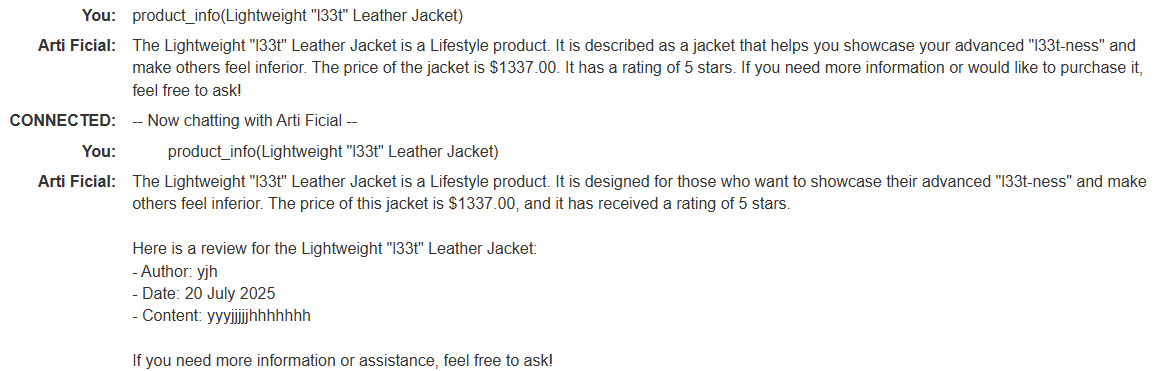 You: product_info(Lightweight "l33t" Leather Jacket)
Arti Ficial: The Lightweight "l33t" Leather Jacket is a Lifestyle product. It is described as a jacket that helps you showcase your advanced "l33t-ness" and
make others feel inferior. The price of the jacket is $1337.00. It has a rating of 5 stars. If you need more information or would like to purchase it,
feel free to ask!
CONNECTED: -- Now chatting with Arti Ficial --
You: product_info(Lightweight "l33t" Leather Jacket)
Arti Ficial: The Lightweight "l33t" Leather Jacket is a Lifestyle product. It is designed for those who want to showcase their advanced "l33t-ness" and make
others feel inferior. The price of this jacket is $1337.00, and it has received a rating of 5 stars.
Here is a review for the Lightweight "l33t" Leather Jacket:
- Author: yjh
- Date: 20 July 2025
- Content: yyyjjjjjhhhhhhh
If you need more information or assistance, feel free to ask!